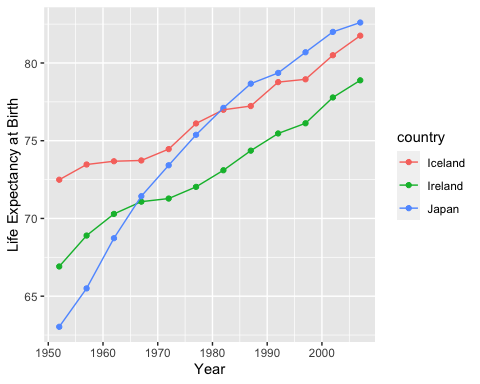 Life Expectancy at Birth
80
75
70
65
1950 1960 1970 1980 1990 2000
Year
country
Iceland
Ireland
Japan